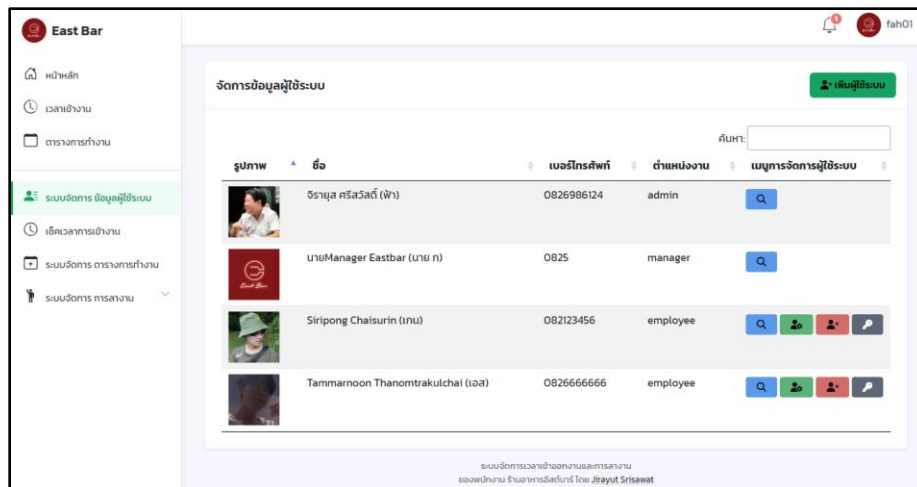 East Bar
1
fah01
หน้าหลัก
เวลาเข้างาน
ตารางการทำงาน
ระบบจัดการ ข้อมูลผู้ใช้ระบบ
เช็คเวลาการเข้างาน
ระบบจัดการ ตารางการทำงาน
ระบบจัดการ การลางาน
จัดการข้อมูลผู้ใช้ระบบ
เพิ่มผู้ใช้ระบบ
ค้นหา:
รูปภาพ ชื่อ เบอร์โทรศัพท์ ตำแหน่งงาน เมนูการจัดการผู้ใช้ระบบ
จิรายุส ศรีสวัสดิ์ (ฟ้า) 0826986124 admin
นายManager Eastbar (นาย ก) 0825 manager
East Bar
Siripong Chaisurin (เกน) 082123456 employee
Tammarnoon Thanomtrakulchai (เอส) 0826666666 employee
ระบบจัดการเวลาเข้าออกงานและการลางาน
ของพนักงาน ร้านอาหารอีสต์บาร์ โดย Jirayut Srisawat